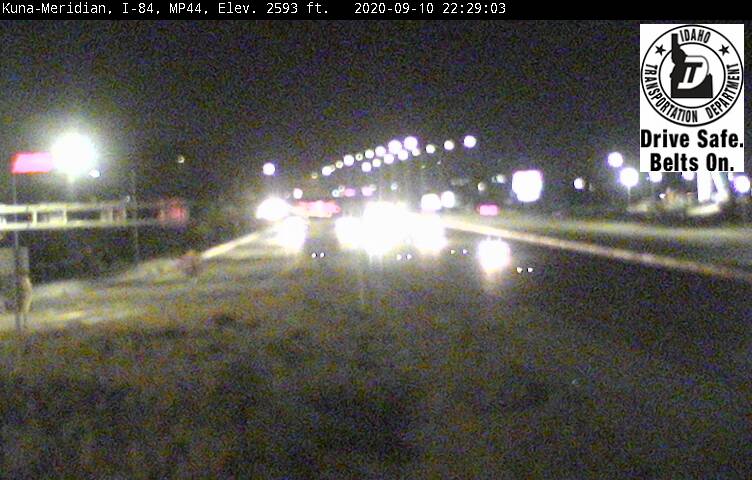 Kuna-Meridian, I-84, MP44, Elev. 2593 ft.   2020-09-10 22:29:03
IDAHO
TRANSPORTATION DEPARTMENT
Drive Safe.
Belts On.